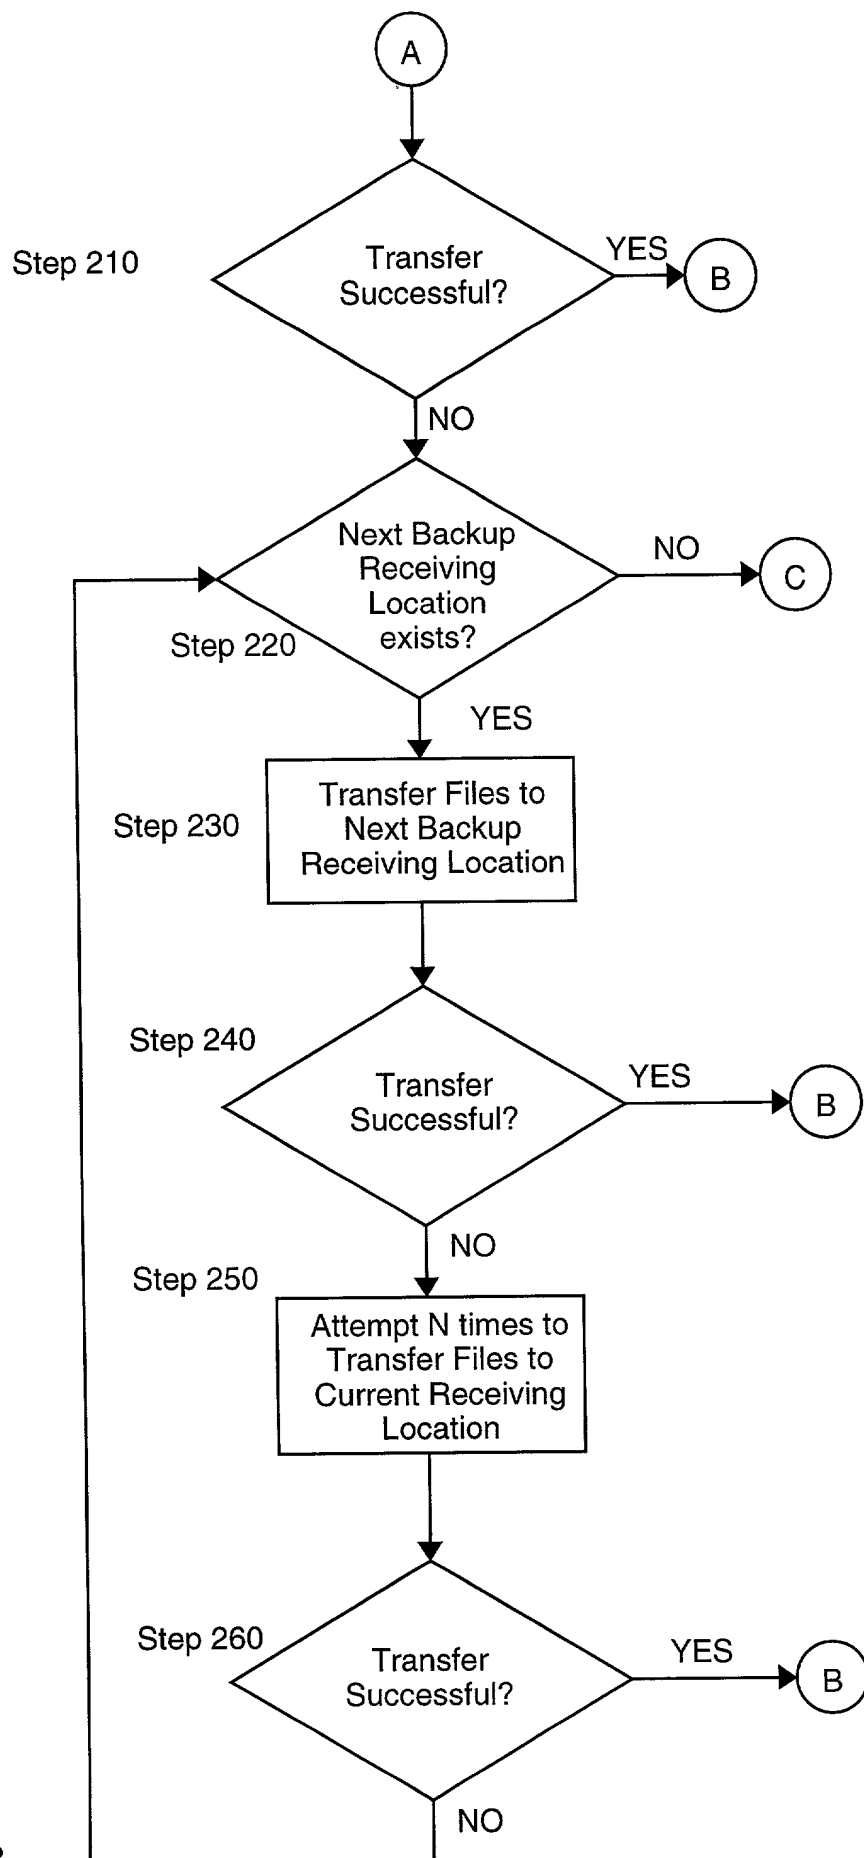 A
Step 210
Transfer
Successful?
YES
B
NO
Next Backup
Receiving
Location
exists?
NO
C
Step 220
YES
Step 230
Transfer Files to
Next Backup
Receiving Location
Step 240
Transfer
Successful?
YES
B
NO
Step 250
Attempt N times to
Transfer Files to
Current Receiving
Location
Step 260
Transfer
Successful?
YES
B
NO